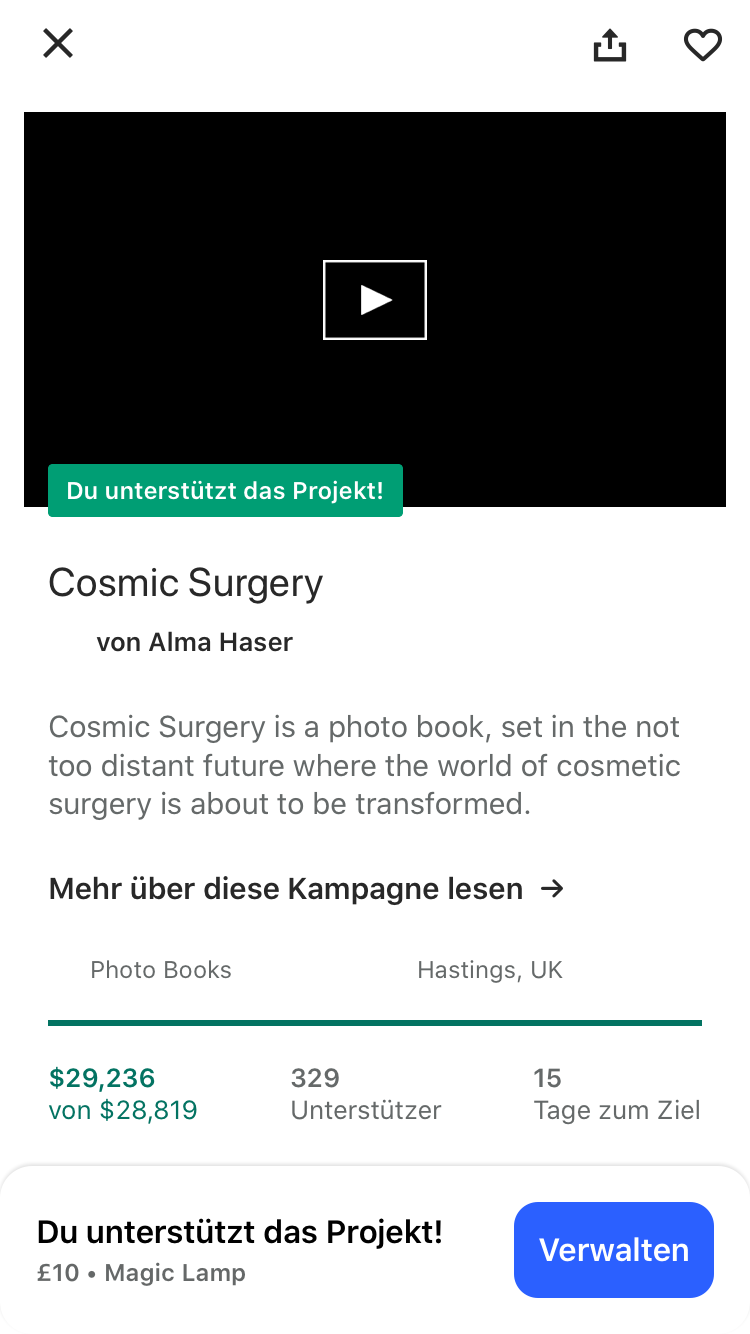 Du unterstützt das Projekt!
Cosmic Surgery
von Alma Haser
Cosmic Surgery is a photo book, set in the not
too distant future where the world of cosmetic
surgery is about to be transformed.
Mehr über diese Kampagne lesen →
Photo Books
Hastings, UK
$29,236
von $28,819
329
Unterstützer
15
Tage zum Ziel
Du unterstützt das Projekt!
£10 • Magic Lamp
Verwalten